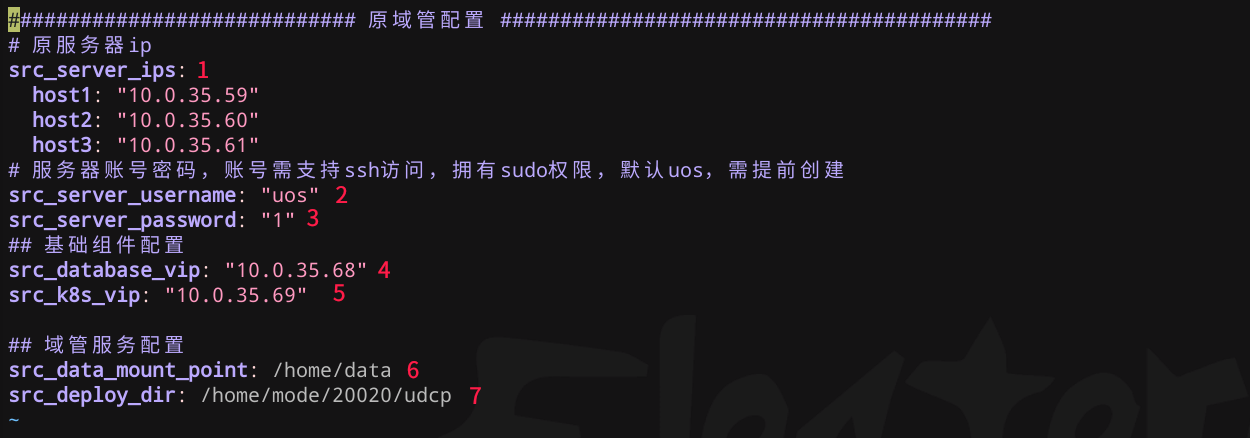 ############################# 原域管配置 #########################################
# 原服务器ip
src_server_ips: 1
  host1: "10.0.35.59"
  host2: "10.0.35.60"
  host3: "10.0.35.61"
# 服务器账号密码，账号需支持ssh访问，拥有sudo权限，默认uos，需提前创建
src_server_username: "uos" 2
src_server_password: "1" 3
## 基础组件配置
src_database_vip: "10.0.35.68" 4
src_k8s_vip: "10.0.35.69" 5
## 域管服务配置
src_data_mount_point: /home/data 6
src_deploy_dir: /home/mode/20020/udcp 7
~